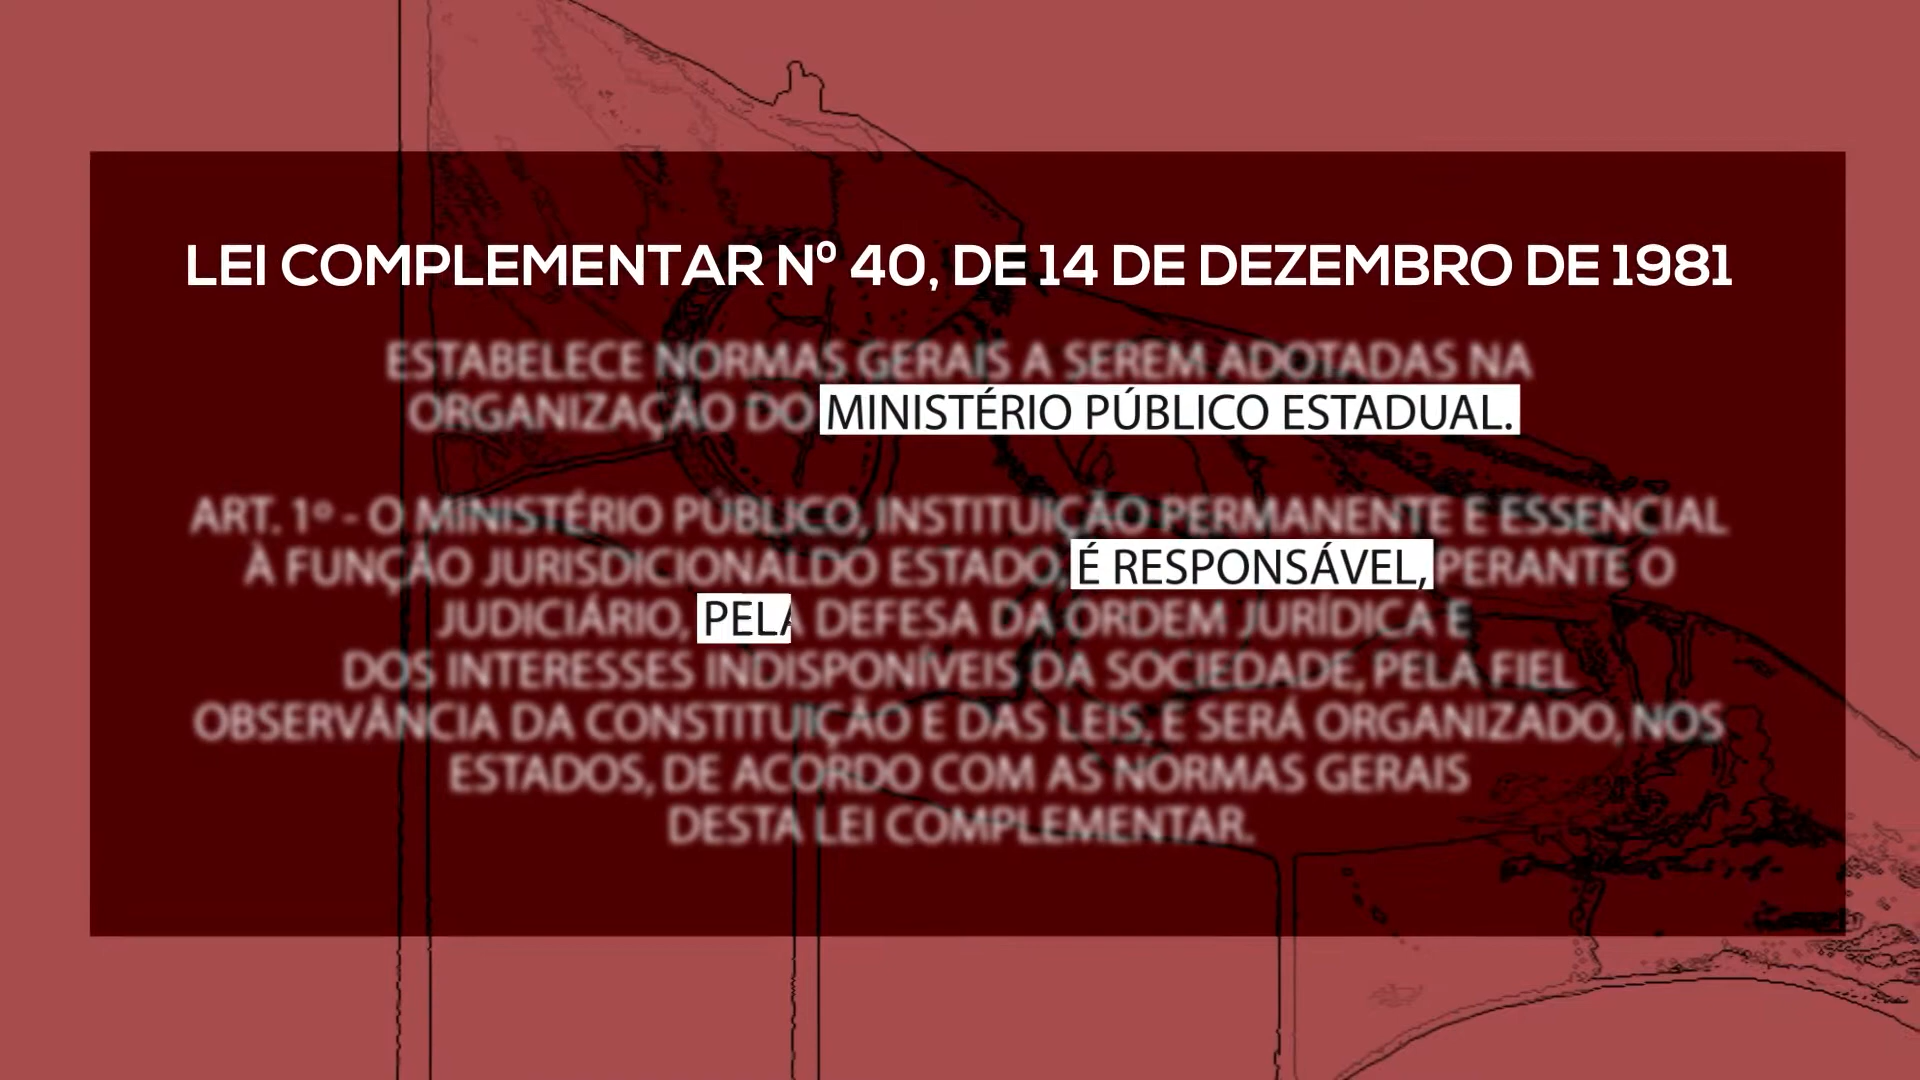 LEI COMPLEMENTAR Nº 40, DE 14 DE DEZEMBRO DE 1981
ESTABELECE NORMAS GERAIS A SEREM ADOTADAS NA
ORGANIZAÇÃO DO MINISTÉRIO PÚBLICO ESTADUAL.
ART. 1º - O MINISTÉRIO PÚBLICO, INSTITUIÇÃO PERMANENTE E ESSENCIAL
À FUNÇÃO JURISDICIONALDO ESTADO, É RESPONSÁVEL, PERANTE O
JUDICIÁRIO, PELA DEFESA DA ORDEM JURÍDICA E
DOS INTERESSES INDISPONÍVEIS DA SOCIEDADE, PELA FIEL
OBSERVÂNCIA DA CONSTITUIÇÃO E DAS LEIS, E SERÁ ORGANIZADO, NOS
ESTADOS, DE ACORDO COM AS NORMAS GERAIS
DESTA LEI COMPLEMENTAR.